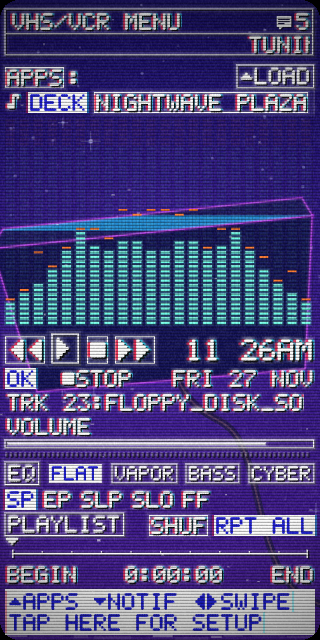 VHS/VCR MENU 5
TUNI
APPS: ▲LOAD
♪ DECK NIGHTWAVE PLAZA
11 26AM
OK ■STOP FRI 27 NOV
TRK 23:FLOPPY_DISK_SO
VOLUME
EQ FLAT VAPOR BASS CYBER
SP EP SLP SLO FF
PLAYLIST SHUF RPT ALL
BEGIN 0:00:00 END
▲APPS ▼NOTIF ◀▶SWIPE
TAP HERE FOR SETUP